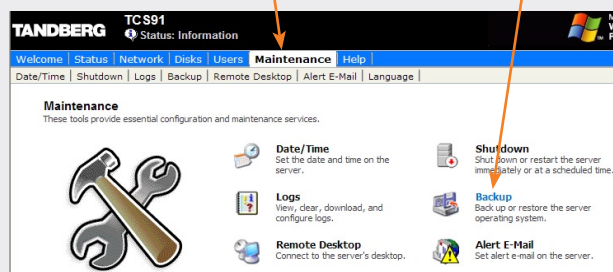 TANDBERG
TCS91
Status: Information
Welcome | Status | Network | Disks | Users | Maintenance | Help |
Date/Time | Shutdown | Logs | Backup | Remote Desktop | Alert E-Mail | Language |
Maintenance
These tools provide essential configuration and maintenance services.
Date/Time
Set the date and time on the
server.
Shutdown
Shut down or restart the server
immediately or at a scheduled time.
Logs
View, clear, download, and
configure logs.
Backup
Back up or restore the server
operating system.
Remote Desktop
Connect to the server's desktop.
Alert E-Mail
Set alert e-mail on the server.